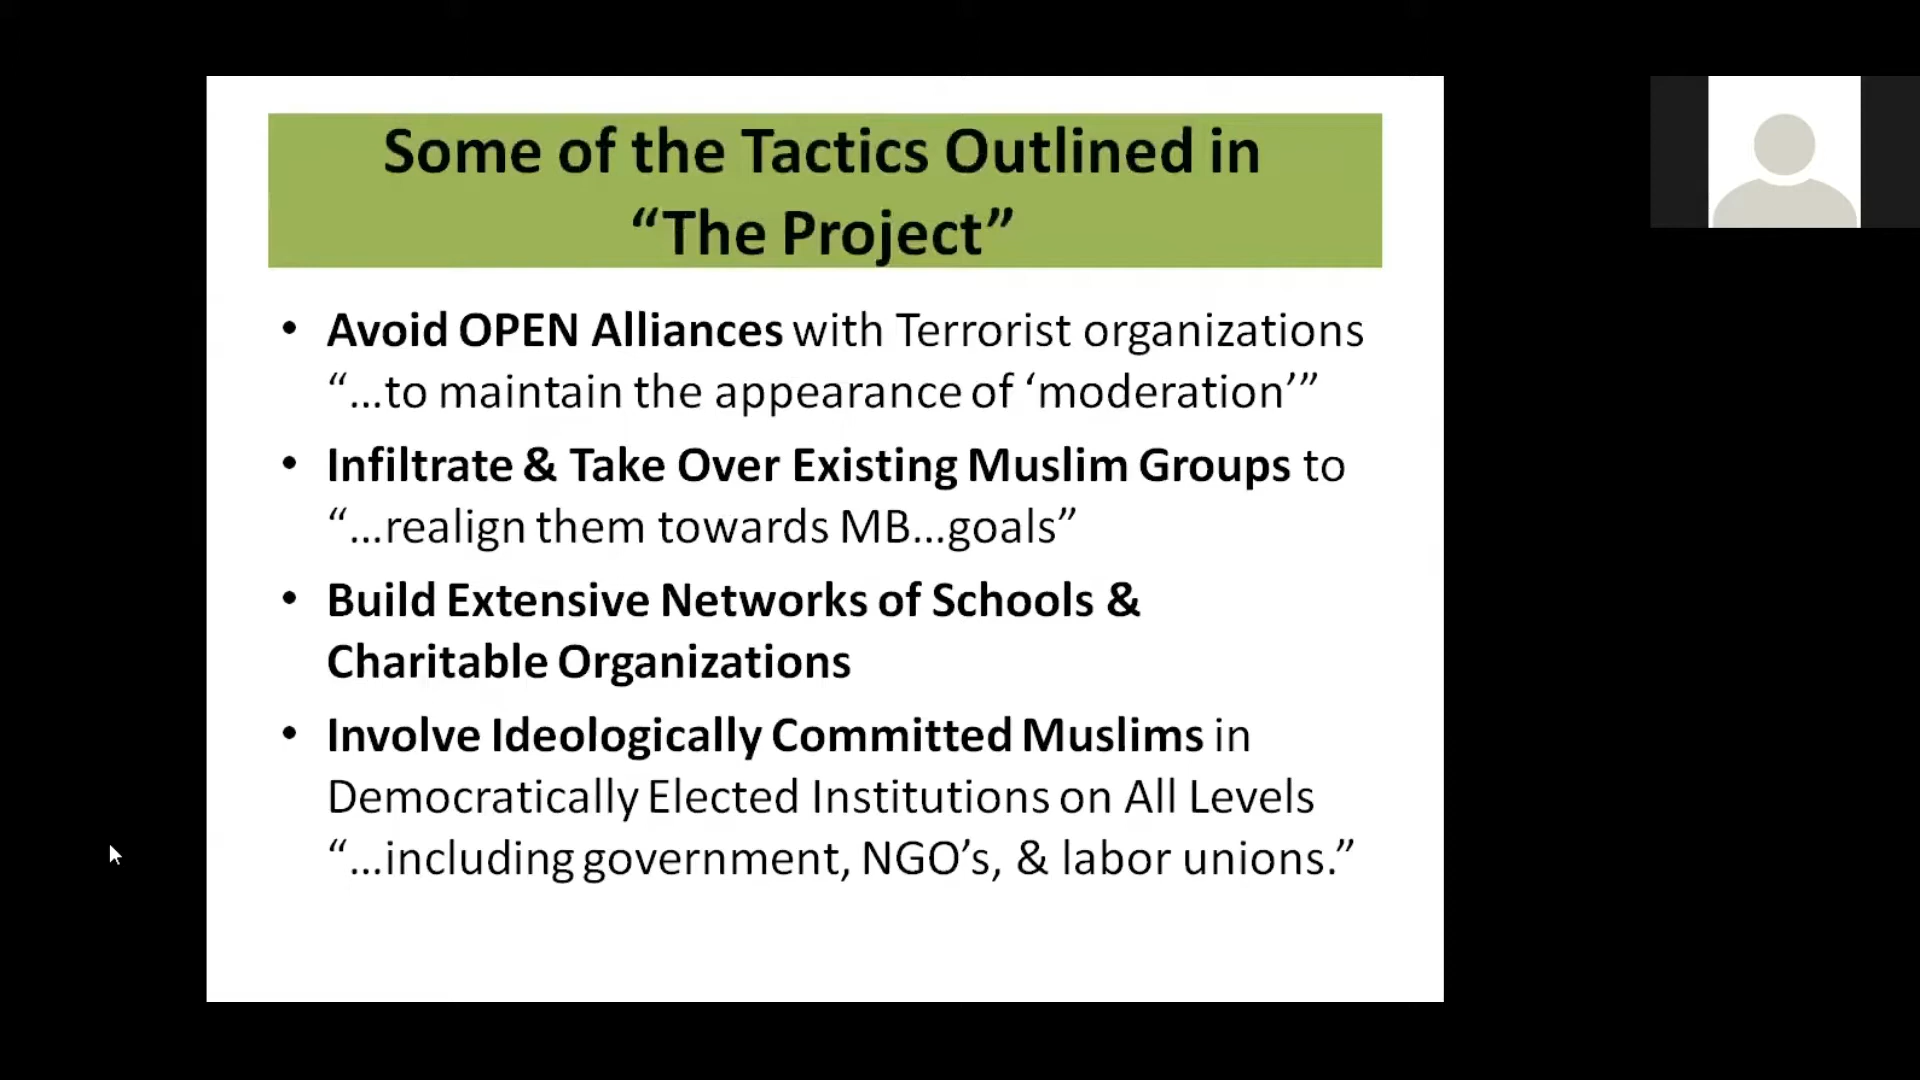 Some of the Tactics Outlined in
“The Project”
• Avoid OPEN Alliances with Terrorist organizations
“…to maintain the appearance of ‘moderation’”
• Infiltrate & Take Over Existing Muslim Groups to
“…realign them towards MB…goals”
• Build Extensive Networks of Schools &
Charitable Organizations
• Involve Ideologically Committed Muslims in
Democratically Elected Institutions on All Levels
“…including government, NGO’s, & labor unions.”